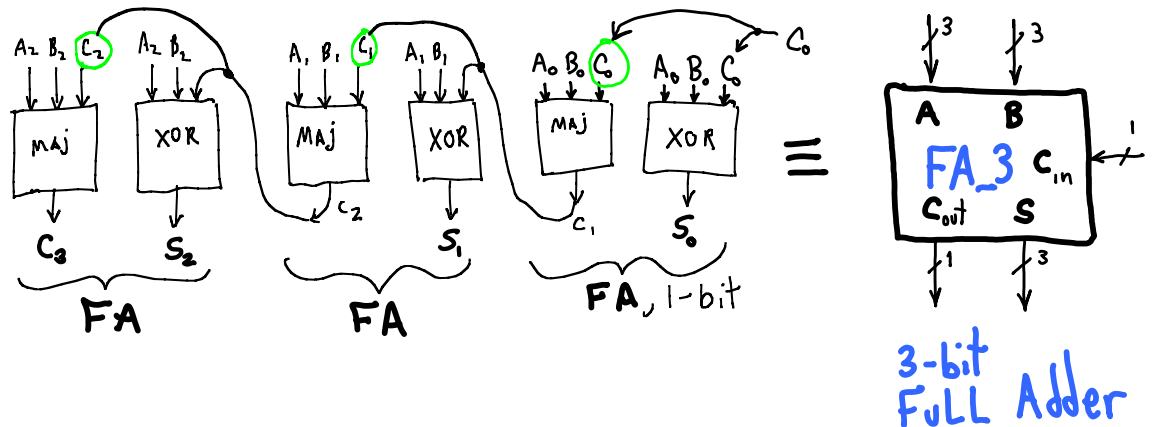 A₂ B₂ C₂ A₂ B₂
MAJ XOR
C₃ S₂
FA
A₁ B₁ C₁ A₁ B₁
MAJ XOR
C₂
S₁
FA
C₀
A₀ B₀ C₀ A₀ B₀ C₀
MAJ XOR
C₁ S₀
FA, 1-bit
≡
3 3
A B
1
FA_3 Cin
Cout S
1 3
3-bit
FULL Adder